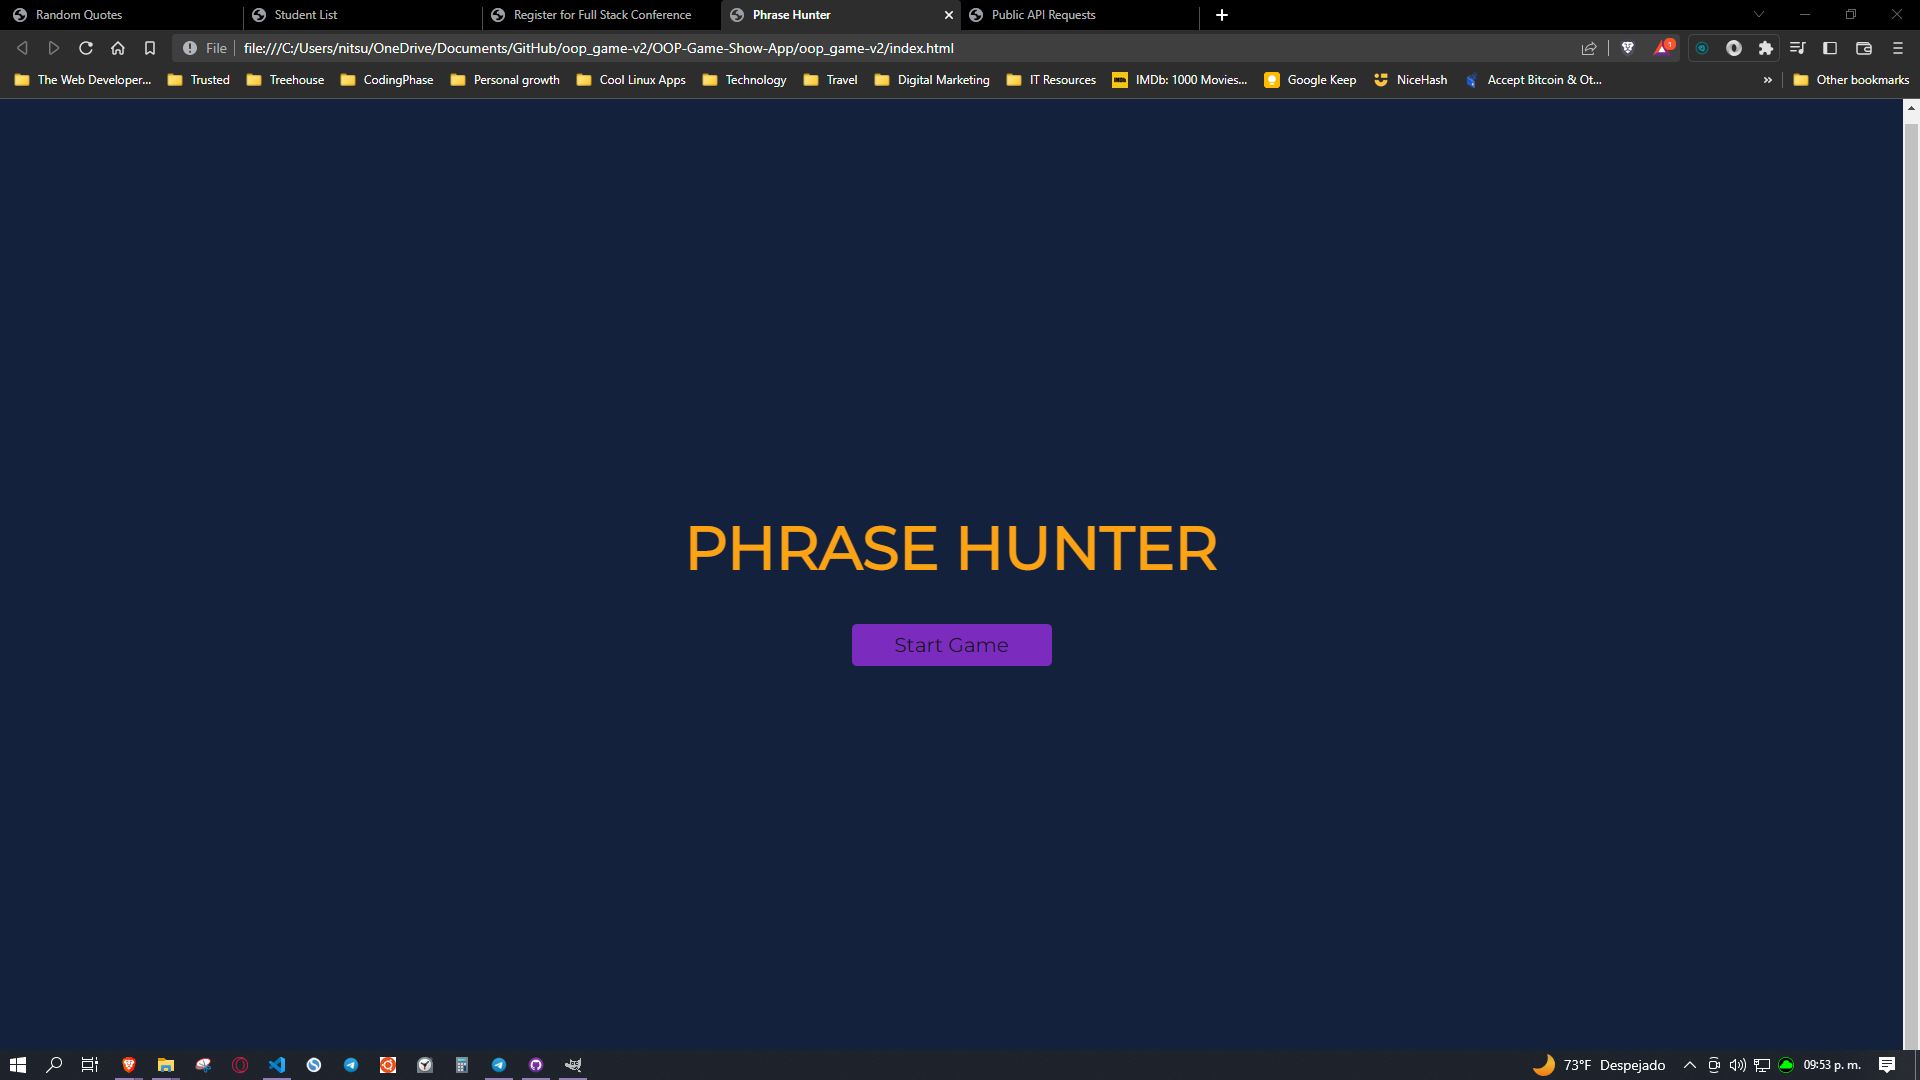 Random Quotes
Student List
Register for Full Stack Conference
Phrase Hunter
Public API Requests
File
file:///C:/Users/nitsu/OneDrive/Documents/GitHub/oop_game-v2/OOP-Game-Show-App/oop_game-v2/index.html
1
The Web Developer...
Trusted
Treehouse
CodingPhase
Personal growth
Cool Linux Apps
Technology
Travel
Digital Marketing
IT Resources
IMDb: 1000 Movies...
Google Keep
NiceHash
Accept Bitcoin & Ot...
»
Other bookmarks
PHRASE HUNTER
Start Game
73°F Despejado
09:53 p. m.